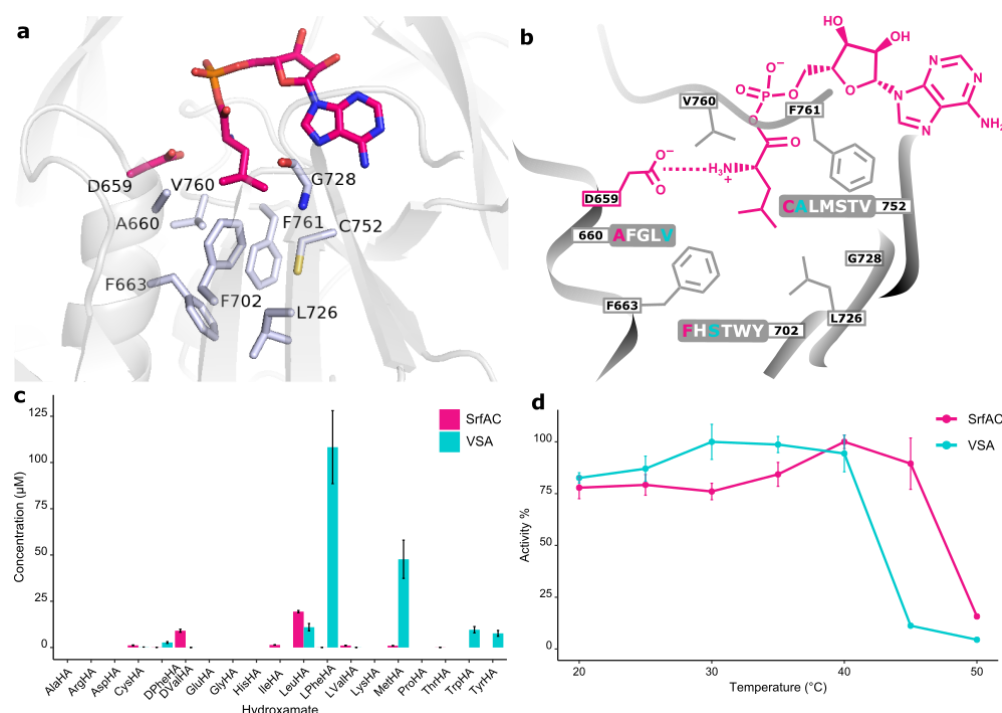 a
D659
V760
A660
G728
F761
C752
F663
F702
L726
b
HO
OH
O⁻
O
O=P
O
O
N
N
N
N
NH₂
V760
F761
O⁻
O
O
H₃N
+
D659
CALMSTV 752
660 AFGLV
G728
F663
L726
FHSTWY 702
c
SrfAC
VSA
Concentration (µM)
125
100
75
50
25
0
AlaHA
ArgHA
AspHA
CysHA
DPheHA
DValHA
GluHA
GlyHA
HisHA
IleHA
LeuHA
LPheHA
LValHA
LysHA
MetHA
ProHA
ThrHA
TrpHA
TyrHA
Hydroxamate
d
SrfAC
VSA
Activity %
100
75
50
25
0
20
30
40
50
Temperature (°C)